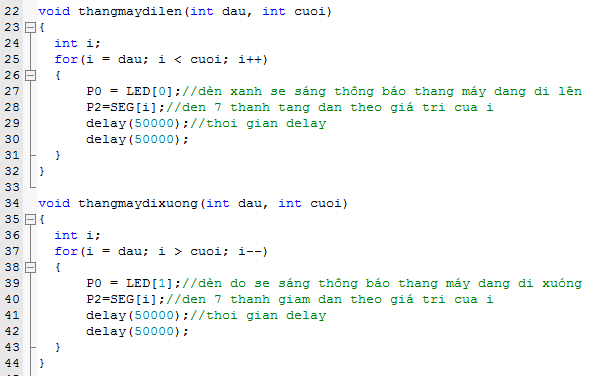 22 void thangmaydilen(int dau, int cuoi)
23 {
24 int i;
25 for(i = dau; i < cuoi; i++)
26 {
27 P0 = LED[0];//dèn xanh se sáng thông báo thang máy dang di lên
28 P2=SEG[i];//den 7 thanh tang dan theo giá tri cua i
29 delay(50000);//thoi gian delay
30 delay(50000);
31 }
32 }
33
34 void thangmaydixuong(int dau, int cuoi)
35 {
36 int i;
37 for(i = dau; i > cuoi; i--)
38 {
39 P0 = LED[1];//dèn do se sáng thông báo thang máy dang di xuóng
40 P2=SEG[i];//den 7 thanh giam dan theo giá tri cua i
41 delay(50000);//thoi gian delay
42 delay(50000);
43 }
44 }